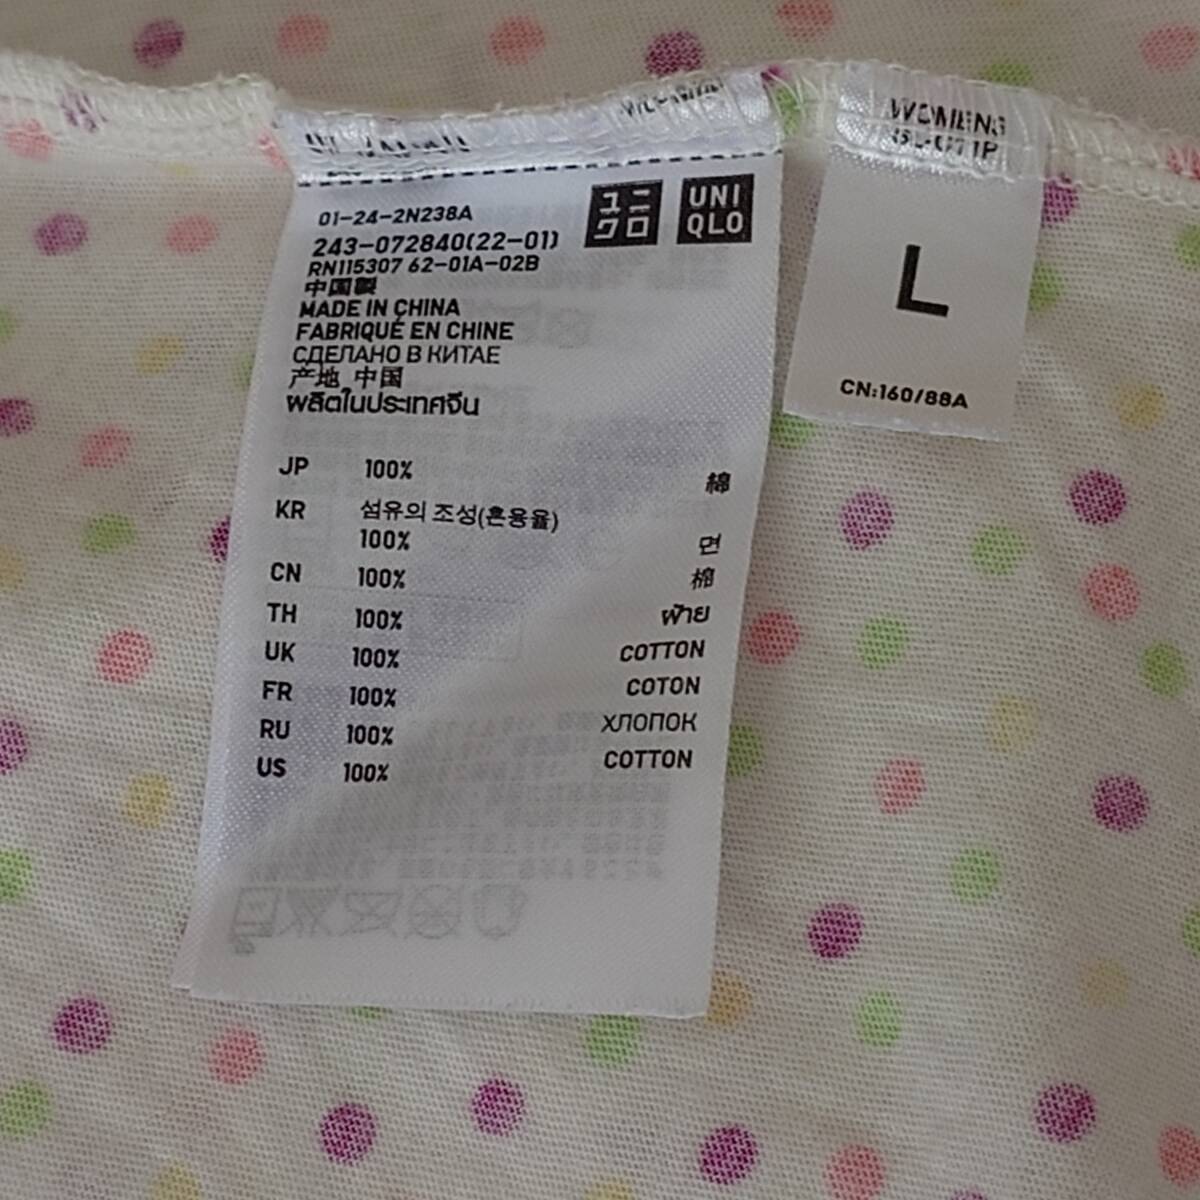 01-24-2N238A
243-072840(22-01)
RN115307 62-01A-02B
ユニ
クロ
UNI
QLO
中国製
MADE IN CHINA
FABRIQUÉ EN CHINE
СДЕЛАНО В КИТАЕ
产地 中国
ผลิตในประเทศจีน
JP 100% 綿
KR 섬유의 조성(혼용율)
100% 면
CN 100% 棉
TH 100% ฝ้าย
UK 100% COTTON
FR 100% COTON
RU 100% ХЛОПОК
US 100% COTTON
WOMENS
L
CN:160/88A